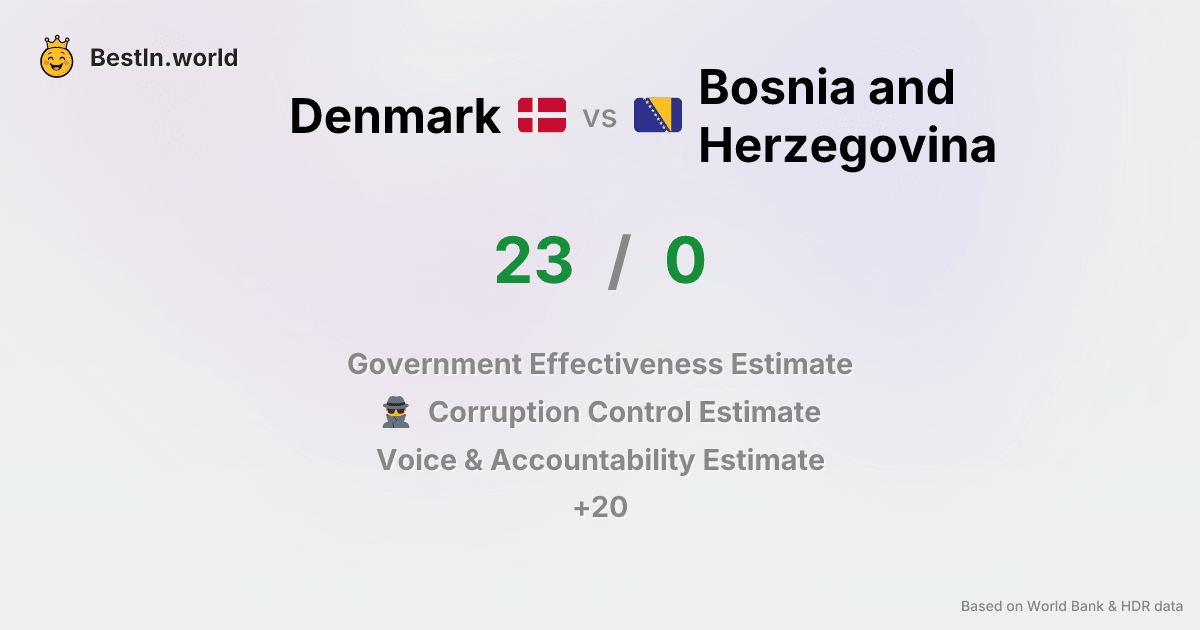 BestIn.world
Denmark vs Bosnia and
Herzegovina
23 / 0
Government Effectiveness Estimate
Corruption Control Estimate
Voice & Accountability Estimate
+20
Based on World Bank & HDR data